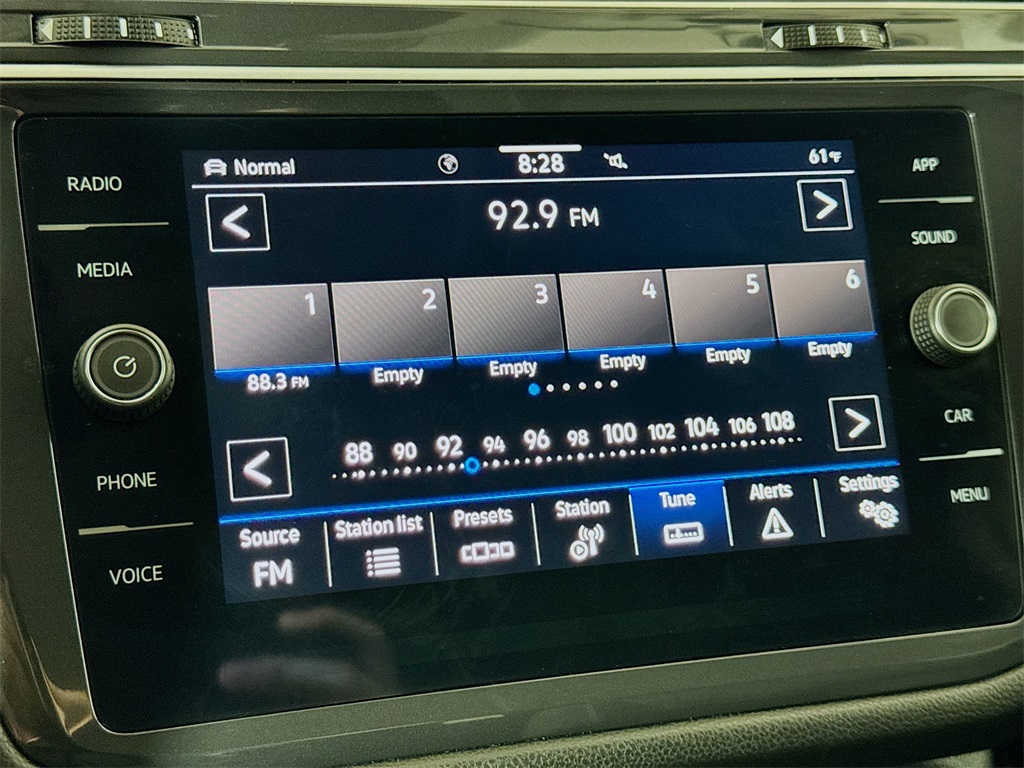 RADIO
MEDIA
PHONE
VOICE
Normal
8:28
61°F
92.9 FM
1
2
3
4
5
6
88.3 FM
Empty
Empty
Empty
Empty
Empty
88 90 92 94 96 98 100 102 104 106 108
Source
FM
Station list
Presets
Station
Tune
Alerts
Settings
APP
SOUND
CAR
MENU